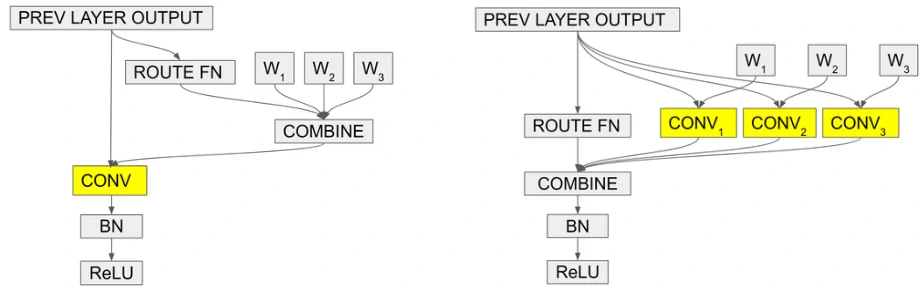 PREV LAYER OUTPUT
ROUTE FN
W1
W2
W3
COMBINE
CONV
BN
ReLU
PREV LAYER OUTPUT
W1
W2
W3
ROUTE FN
CONV1
CONV2
CONV3
COMBINE
BN
ReLU